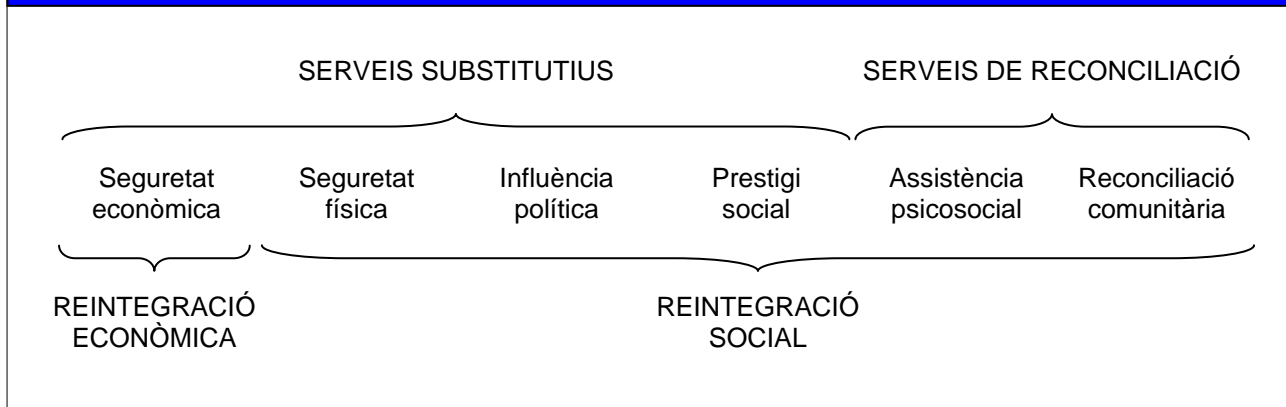 SERVEIS SUBSTITUTIUS
SERVEIS DE RECONCILIACIÓ
Seguretat
econòmica
Seguretat
física
Influència
política
Prestigi
social
Assistència
psicosocial
Reconciliació
comunitària
REINTEGRACIÓ
ECONÒMICA
REINTEGRACIÓ
SOCIAL